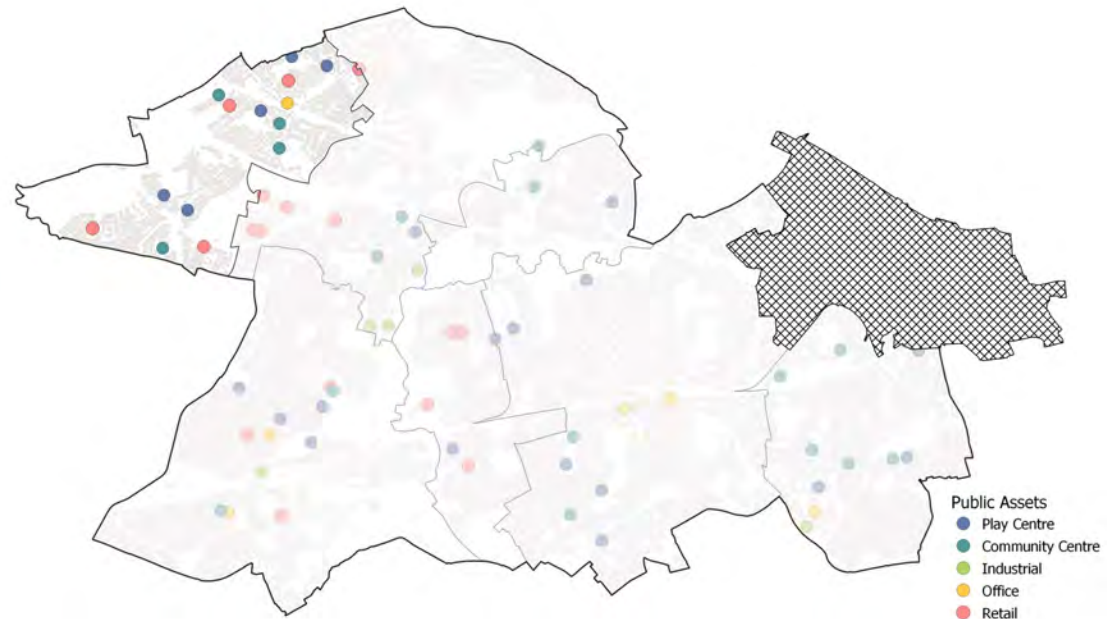 Public Assets
Play Centre
Community Centre
Industrial
Office
Retail